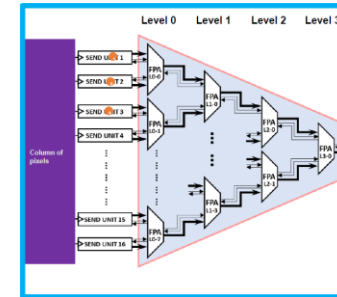 Level 0 Level 1 Level 2 Level 3
SEND UNIT 1
SEND UNIT 2
SEND UNIT 3
SEND UNIT 4
SEND UNIT 15
SEND UNIT 16
Column of
pixels
FPA
L0-0
FPA
L0-1
FPA
L0-7
FPA
L1-0
FPA
L1-3
FPA
L2-0
FPA
L2-1
FPA
L3-0